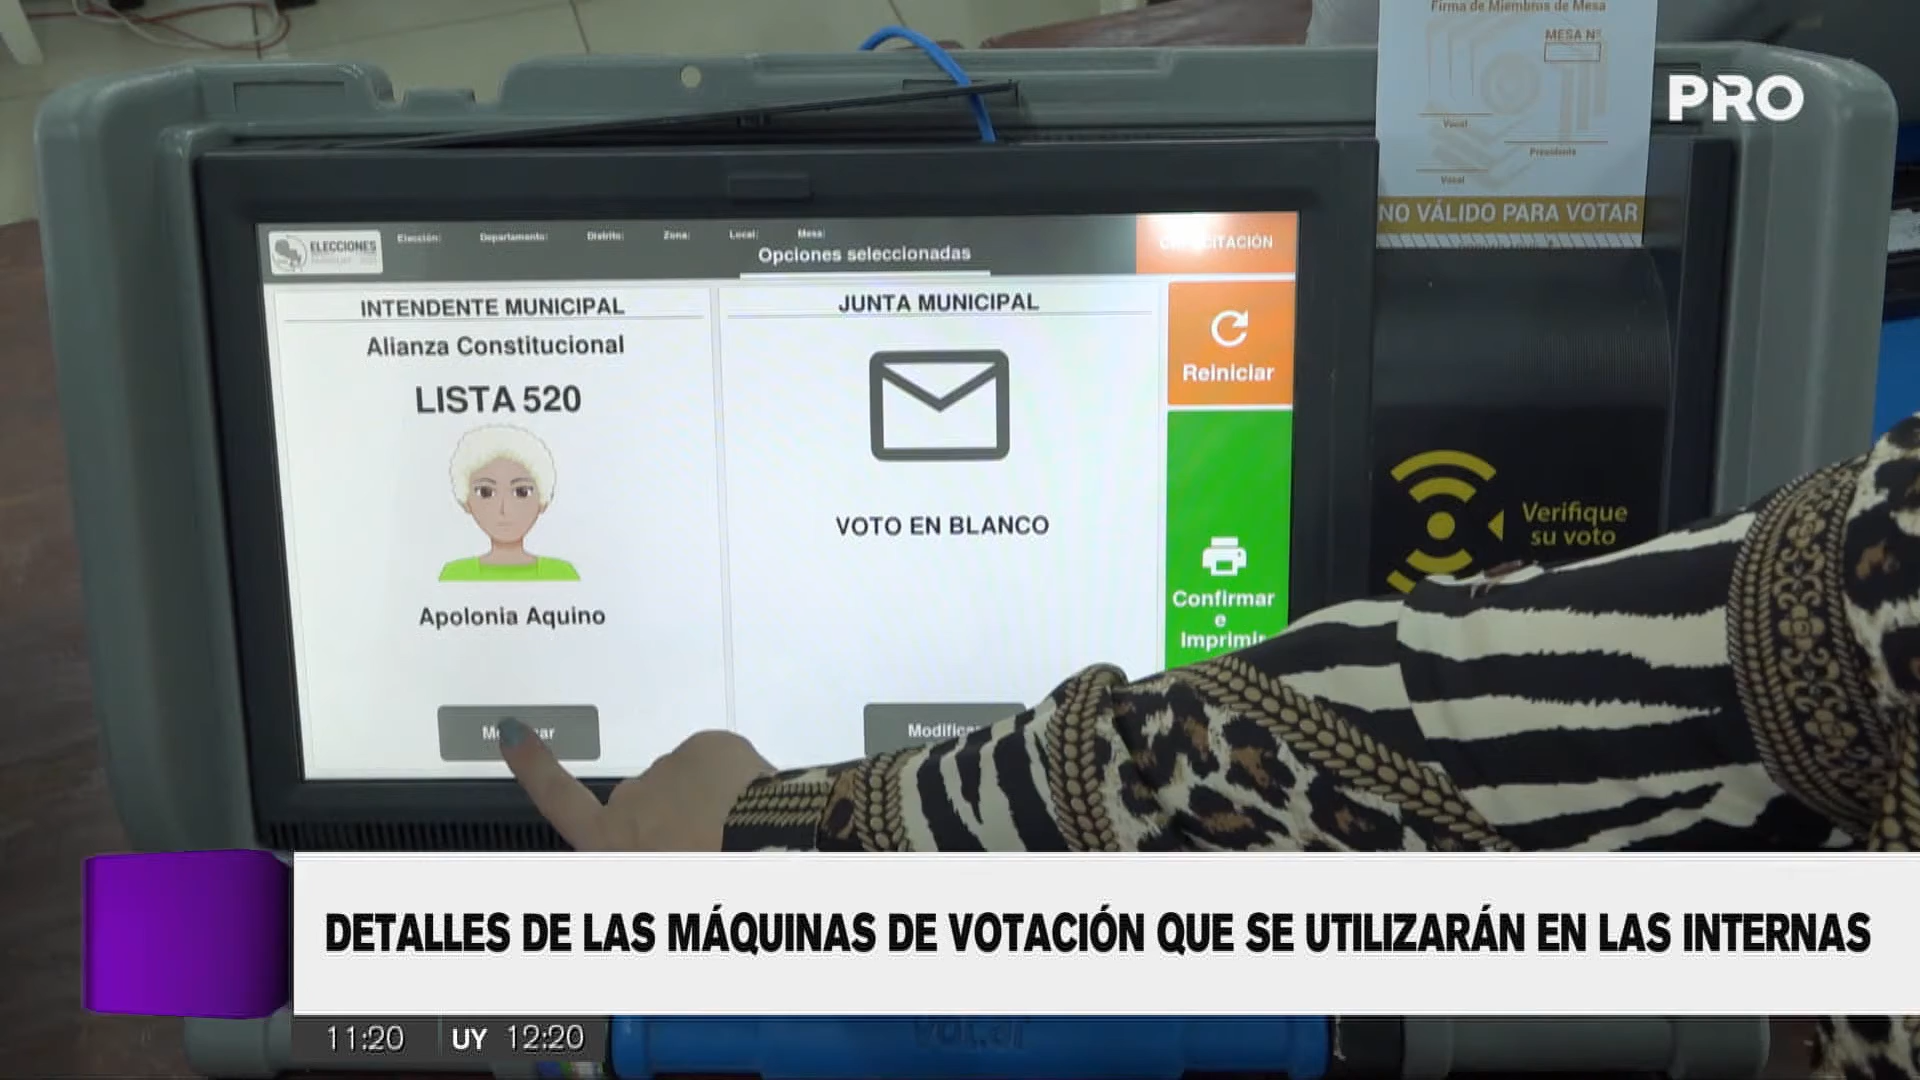 Firma de Miembros de Mesa
MESA Nº
Vocal
Presidente
Vocal
NO VÁLIDO PARA VOTAR
PRO
ELECCIONES
Elección:
Departamento:
Distrito:
Zona:
Local:
Mesa:
Opciones seleccionadas
INTENDENTE MUNICIPAL
Alianza Constitucional
LISTA 520
Apolonia Aquino
JUNTA MUNICIPAL
VOTO EN BLANCO
Modificar
Reiniciar
Confirmar
e
Imprimir
Verifique
su voto
DETALLES DE LAS MÁQUINAS DE VOTACIÓN QUE SE UTILIZARÁN EN LAS INTERNAS
11:20
UY 12:20